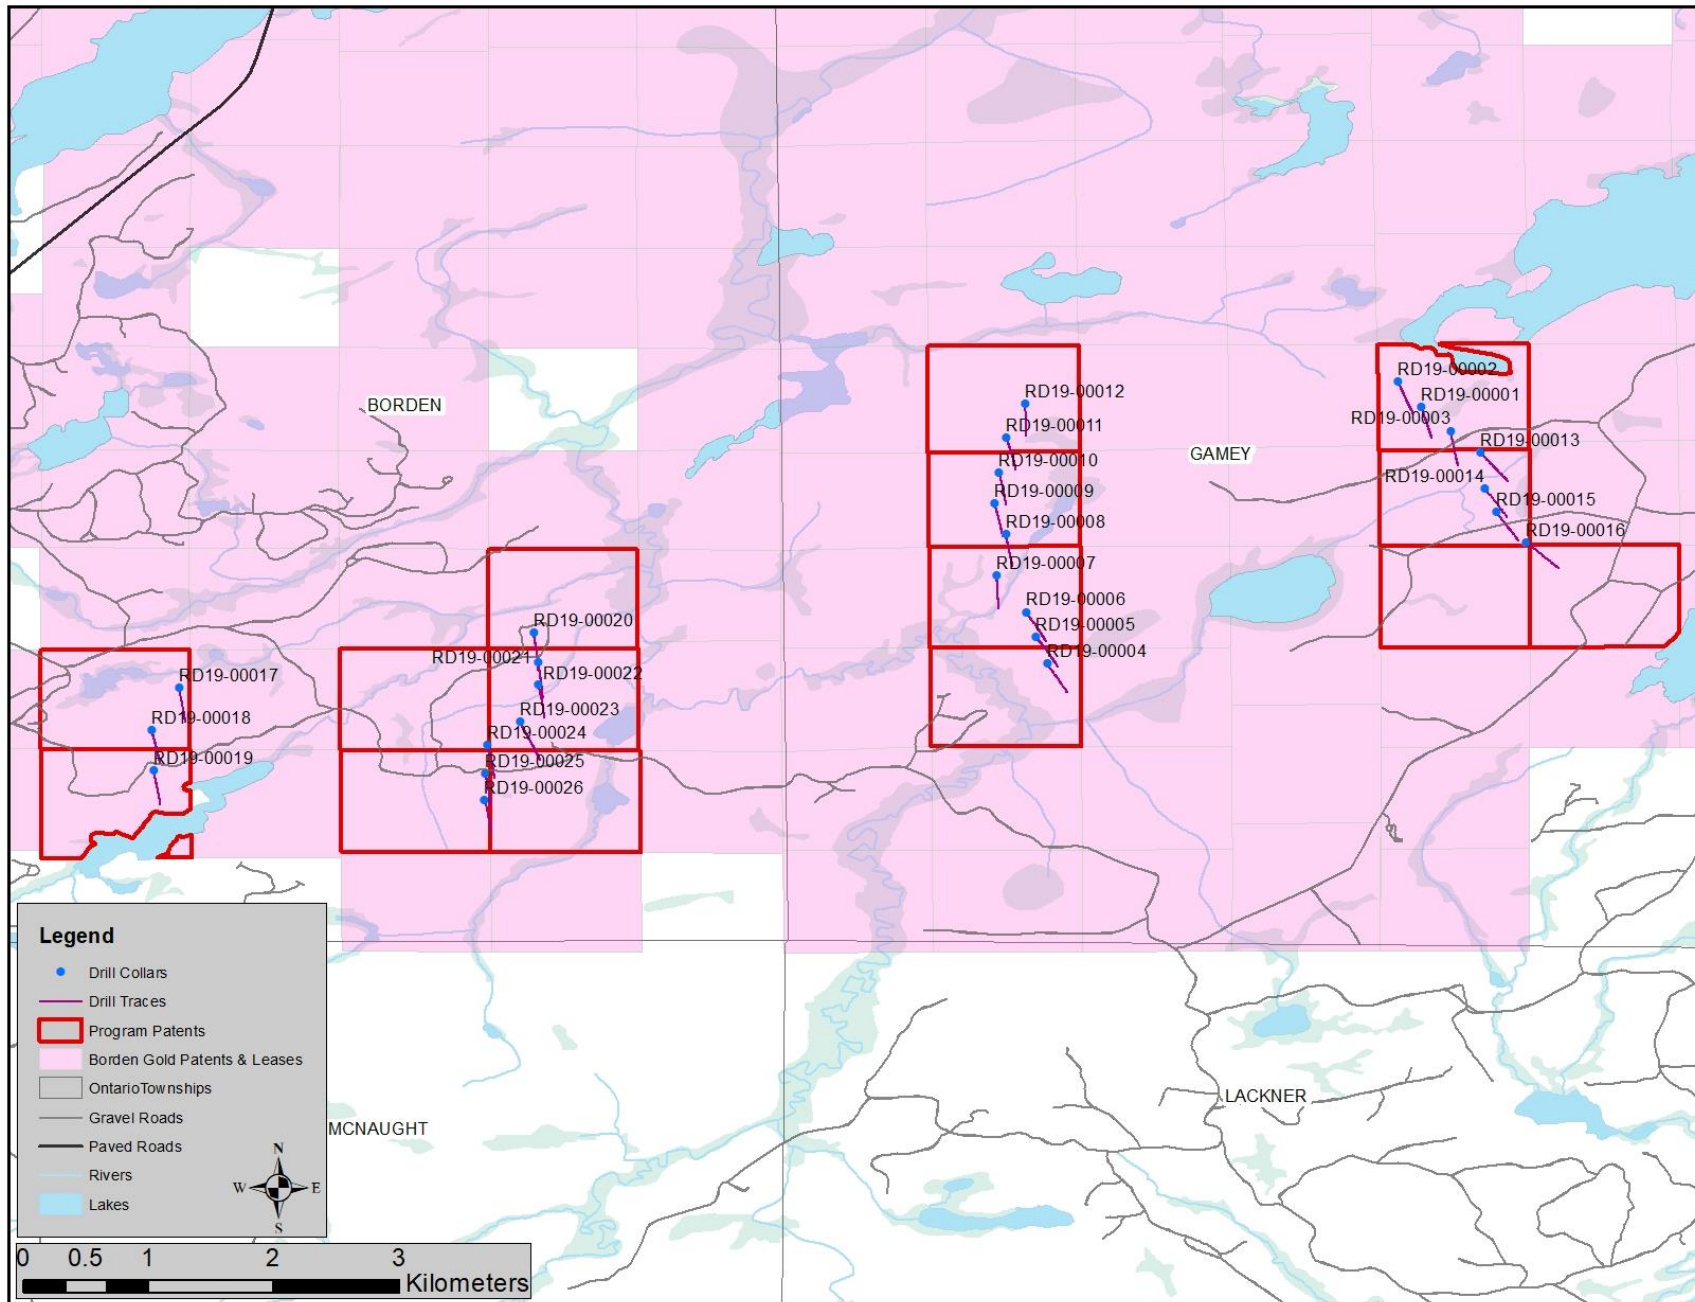 RD19-00002
RD19-00001
RD19-00003
RD19-00012
RD19-00011
BORDEN
GAMEY
RD19-00013
RD19-00010
RD19-00014
RD19-00009
RD19-00015
RD19-00008
RD19-00016
RD19-00007
RD19-00006
RD19-00020
RD19-00005
RD19-00004
RD19-00021
RD19-00022
RD19-00017
RD19-00023
RD19-00018
RD19-00024
RD19-00019
RD19-00025
RD19-00026
Legend
Drill Collars
Drill Traces
Program Patents
Borden Gold Patents & Leases
OntarioTownships
Gravel Roads
Paved Roads
Rivers
Lakes
N
W E
S
LACKNER
MCNAUGHT
0 0.5 1 2 3
Kilometers